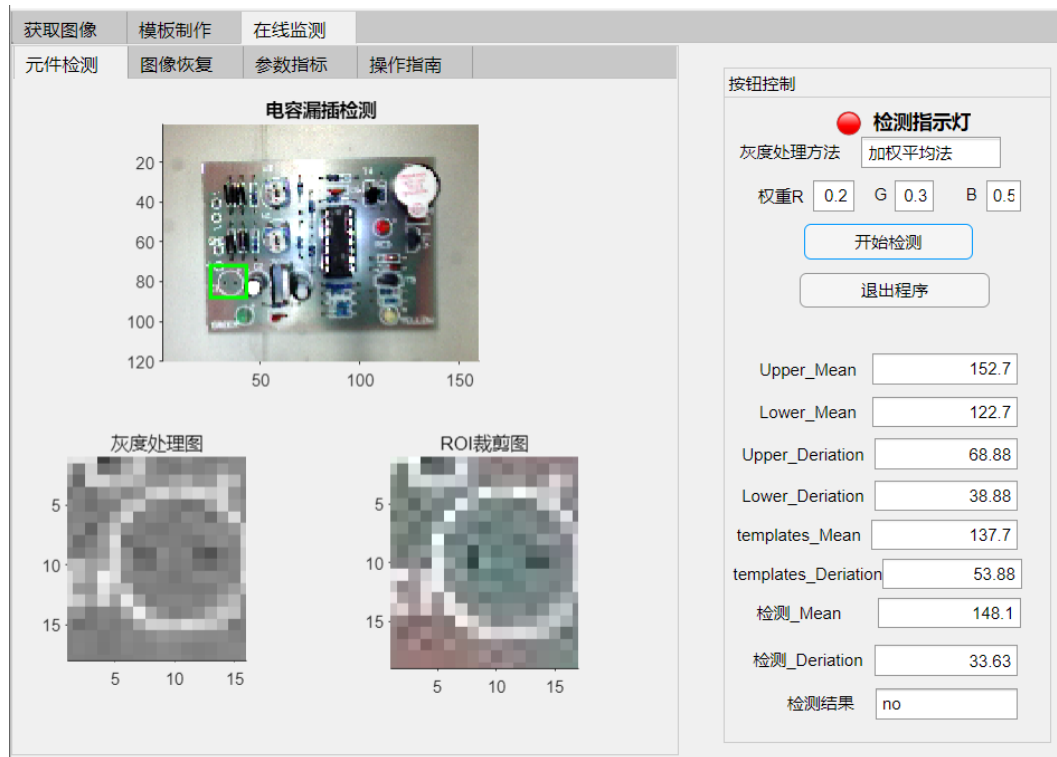 获取图像 模板制作 在线监测
元件检测 图像恢复 参数指标 操作指南
电容漏插检测
20
40
60
80
100
120
50 100 150
灰度处理图
5
10
15
5 10 15
ROI裁剪图
5
10
15
5 10 15
按钮控制
检测指示灯
灰度处理方法 加权平均法
权重R 0.2 G 0.3 B 0.5
开始检测
退出程序
Upper_Mean 152.7
Lower_Mean 122.7
Upper_Deriation 68.88
Lower_Deriation 38.88
templates_Mean 137.7
templates_Deriation 53.88
检测_Mean 148.1
检测_Deriation 33.63
检测结果 no